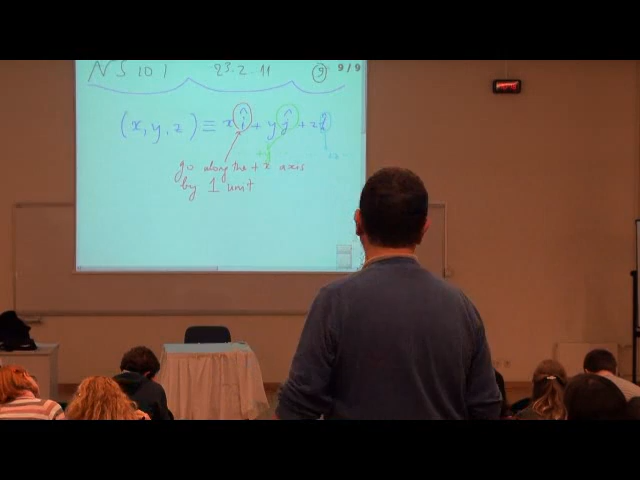 NS 101 23.2.11 9 9/9
(x, y, z) ≡ x î + y ĵ + z k̂
+y
go along the + x axis
by 1 unit